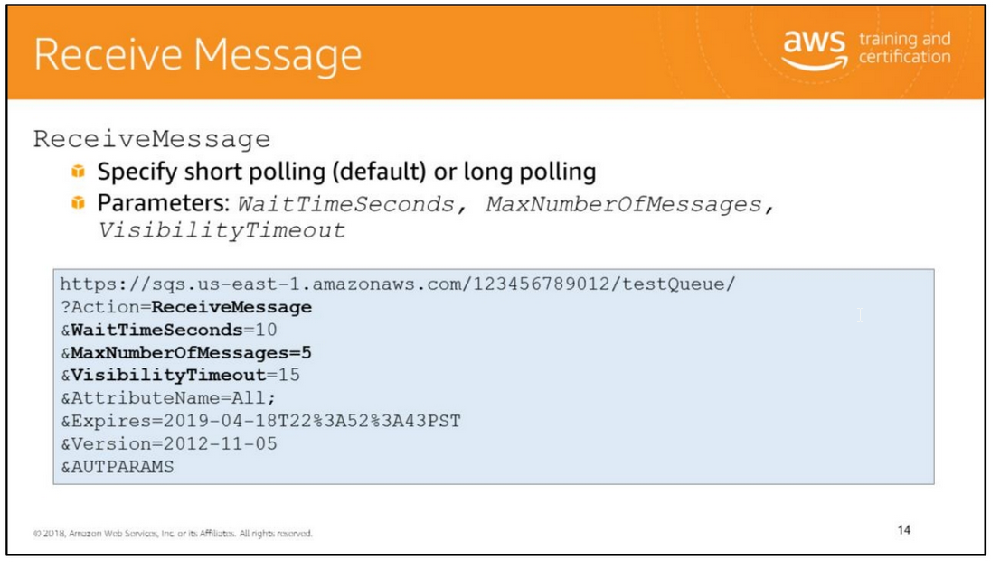 Receive Message
aws training and
certification
ReceiveMessage
Specify short polling (default) or long polling
Parameters: WaitTimeSeconds, MaxNumberOfMessages,
VisibilityTimeout
https://sqs.us-east-1.amazonaws.com/123456789012/testQueue/
?Action=ReceiveMessage
&WaitTimeSeconds=10
&MaxNumberOfMessages=5
&VisibilityTimeout=15
&AttributeName=All;
&Expires=2019-04-18T22%3A52%3A43PST
&Version=2012-11-05
&AUTPARAMS
© 2018, Amazon Web Services, Inc. or its Affiliates. All rights reserved.
14